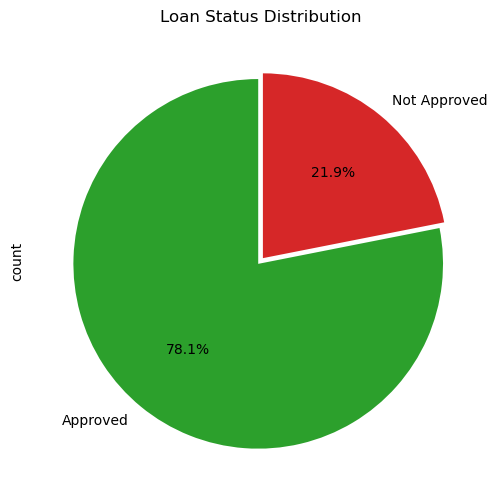 Loan Status Distribution
Not Approved
21.9%
count
78.1%
Approved